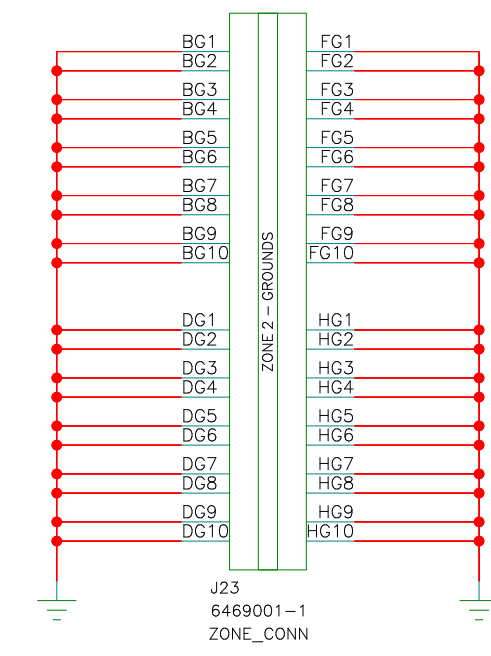 BG1 FG1
BG2 FG2
BG3 FG3
BG4 FG4
BG5 FG5
BG6 FG6
BG7 FG7
BG8 FG8
BG9 FG9
BG10 FG10
ZONE 2 - GROUNDS
DG1 HG1
DG2 HG2
DG3 HG3
DG4 HG4
DG5 HG5
DG6 HG6
DG7 HG7
DG8 HG8
DG9 HG9
DG10 HG10
J23
6469001-1
ZONE_CONN